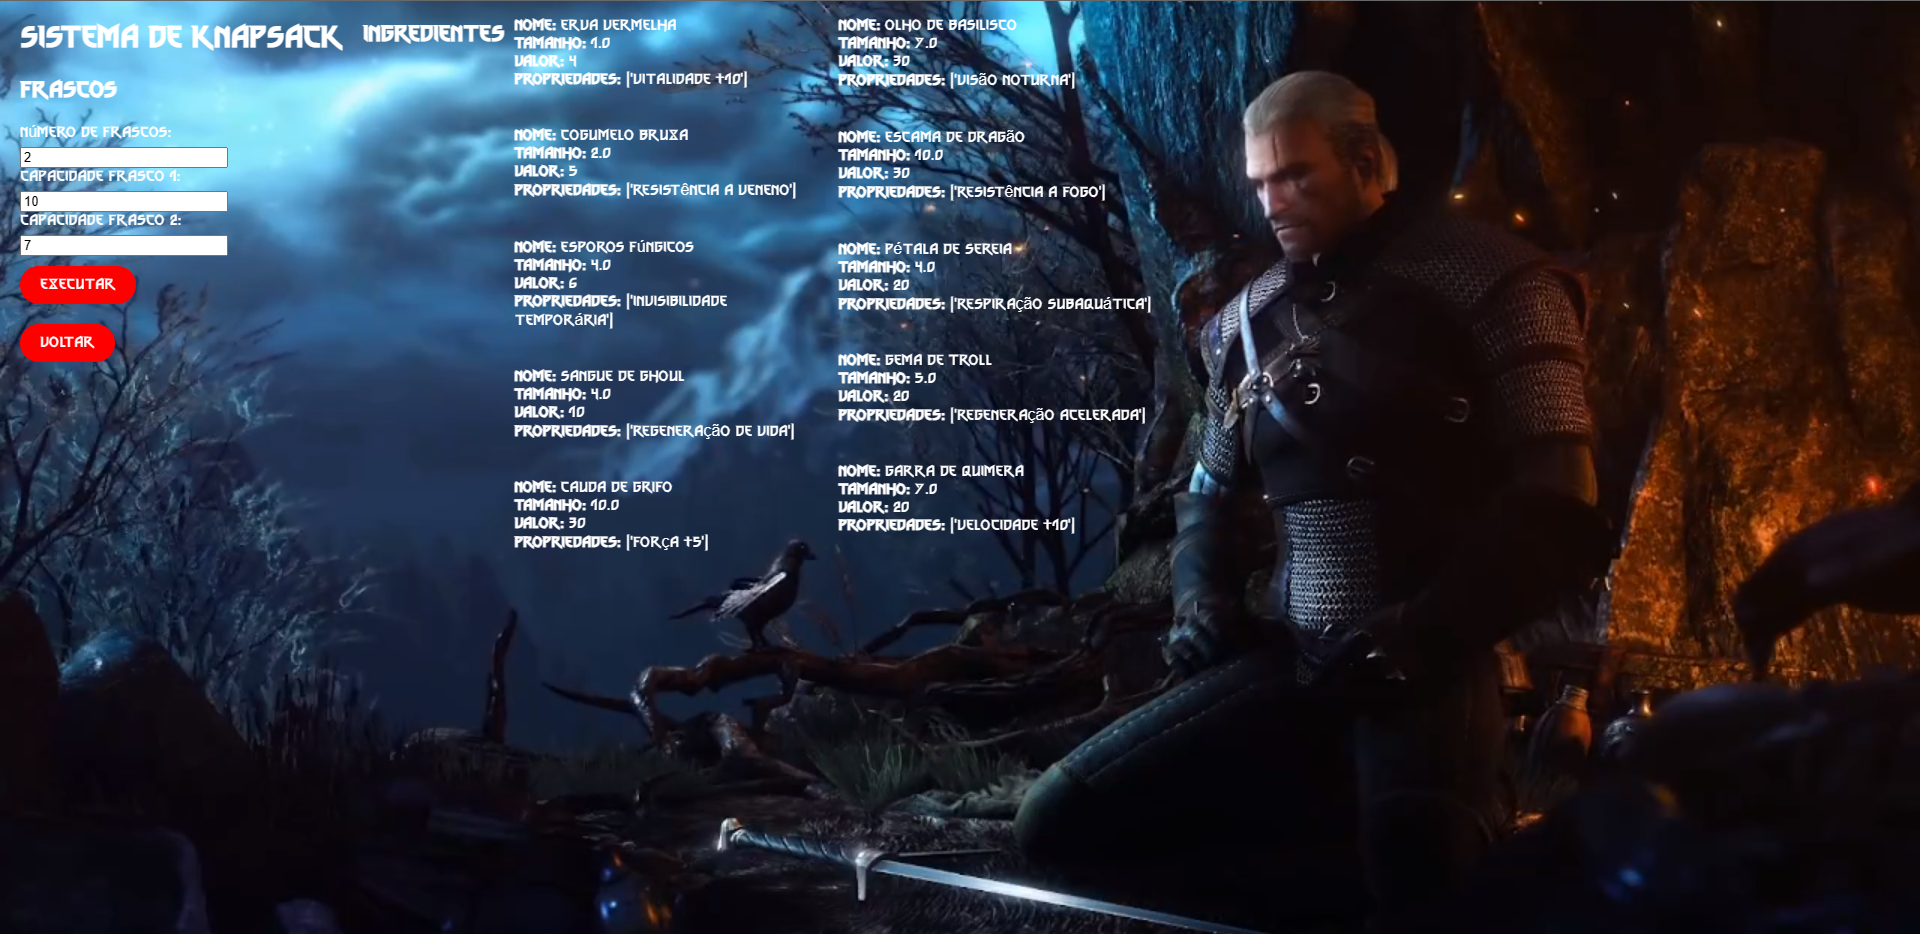 SISTEMA DE KNAPSACK
FRASCOS
NÚMERO DE FRASCOS:
2
CAPACIDADE FRASCO 1:
10
CAPACIDADE FRASCO 2:
7
EXECUTAR
VOLTAR
INGREDIENTES
NOME: ERVA VERMELHA
TAMANHO: 1.0
VALOR: 4
PROPRIEDADES: ['VITALIDADE +10']
NOME: COGUMELO BRUXA
TAMANHO: 2.0
VALOR: 5
PROPRIEDADES: ['RESISTÊNCIA A VENENO']
NOME: ESPOROS FÚNGICOS
TAMANHO: 4.0
VALOR: 6
PROPRIEDADES: ['INVISIBILIDADE
TEMPORÁRIA']
NOME: SANGUE DE GHOUL
TAMANHO: 4.0
VALOR: 10
PROPRIEDADES: ['REGENERAÇÃO DE VIDA']
NOME: CAUDA DE GRIFO
TAMANHO: 10.0
VALOR: 30
PROPRIEDADES: ['FORÇA +5']
NOME: OLHO DE BASILISCO
TAMANHO: 7.0
VALOR: 30
PROPRIEDADES: ['VISÃO NOTURNA']
NOME: ESCAMA DE DRAGÃO
TAMANHO: 10.0
VALOR: 30
PROPRIEDADES: ['RESISTÊNCIA A FOGO']
NOME: PÉTALA DE SEREIA
TAMANHO: 4.0
VALOR: 20
PROPRIEDADES: ['RESPIRAÇÃO SUBAQUÁTICA']
NOME: GEMA DE TROLL
TAMANHO: 5.0
VALOR: 20
PROPRIEDADES: ['REGENERAÇÃO ACELERADA']
NOME: GARRA DE QUIMERA
TAMANHO: 7.0
VALOR: 20
PROPRIEDADES: ['VELOCIDADE +10']